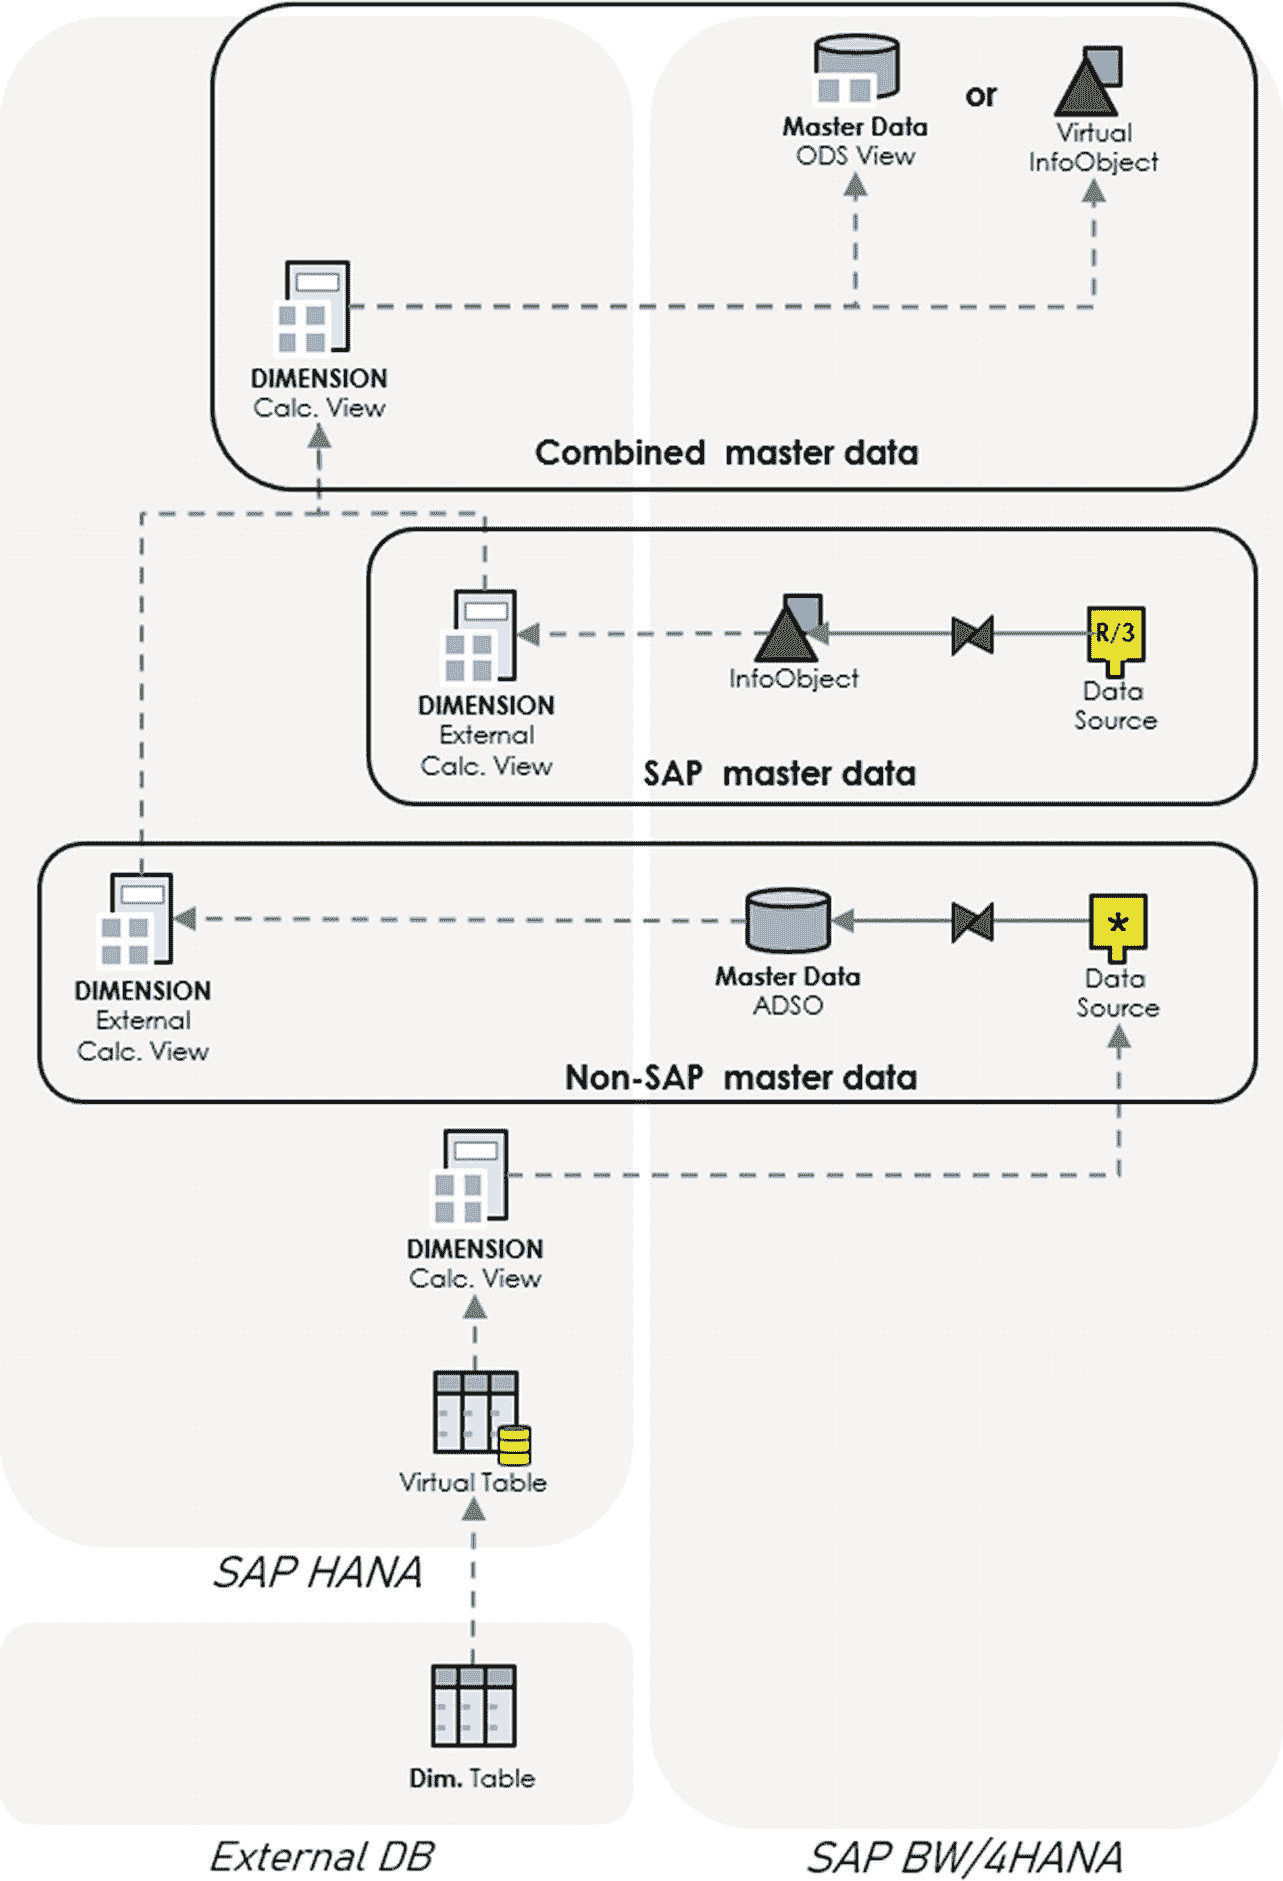 Master Data
ODS View
or
Virtual
InfoObject
DIMENSION
Calc. View
Combined master data
DIMENSION
External
Calc. View
InfoObject
R/3
Data
Source
SAP master data
DIMENSION
External
Calc. View
Master Data
ADSO
*
Data
Source
Non-SAP master data
DIMENSION
Calc. View
Virtual Table
SAP HANA
Dim. Table
External DB
SAP BW/4HANA